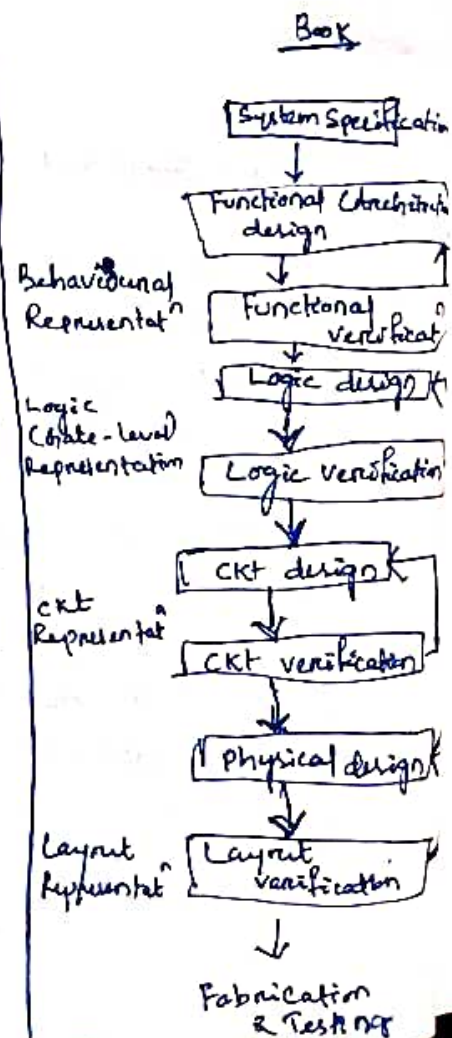 Book
System Specification
Functional (Architectu
design
Behavioural
Representatⁿ
Functional
verificatⁿ
Logic design
Logic
(Gate-level)
Representation
Logic verification
CKT design
CKT
Representatⁿ
CKT verification
Physical design
Layout
Representatⁿ
Layout
verification
Fabrication
& Testing